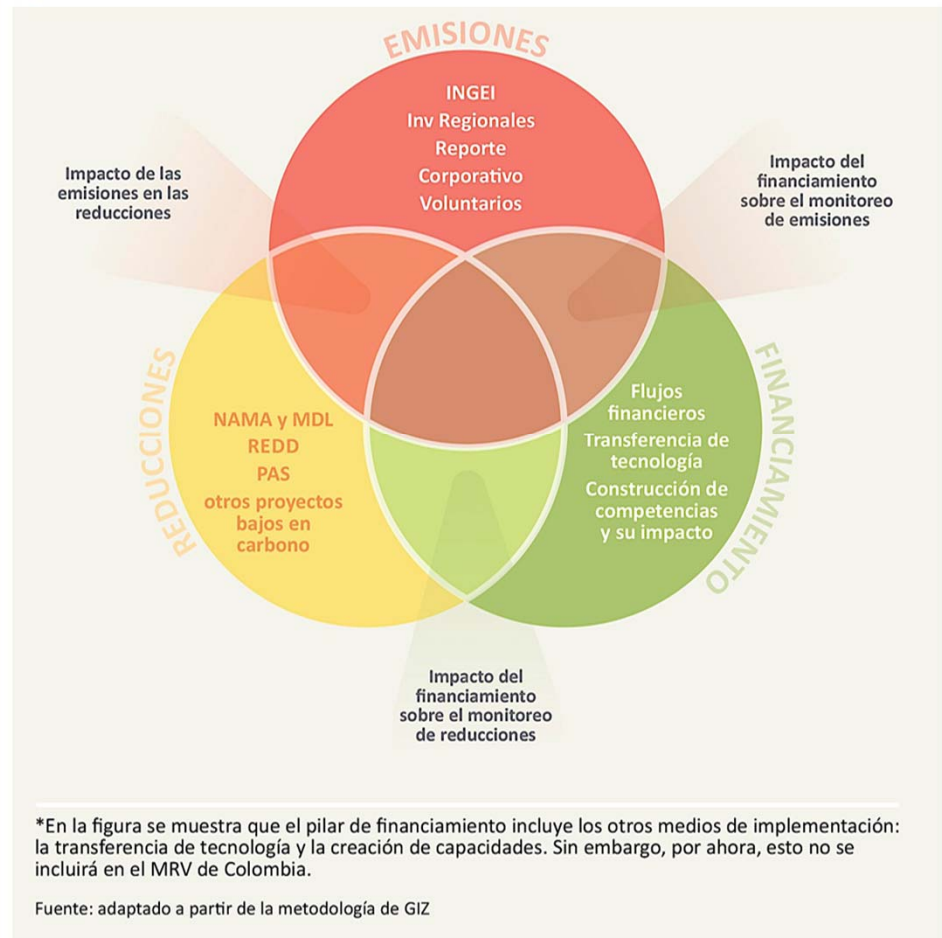 EMISIONES
INGEI
Inv Regionales
Reporte
Corporativo
Voluntarios
Impacto de las
emisiones en las
reducciones
Impacto del
financiamiento
sobre el monitoreo
de emisiones
REDUCCIONES
NAMA y MDL
REDD
PAS
otros proyectos
bajos en
carbono
FINANCIAMIENTO
Flujos
financieros
Transferencia de
tecnología
Construcción de
competencias
y su impacto
Impacto del
financiamiento
sobre el monitoreo
de reducciones
*En la figura se muestra que el pilar de financiamiento incluye los otros medios de implementación:
la transferencia de tecnología y la creación de capacidades. Sin embargo, por ahora, esto no se
incluirá en el MRV de Colombia.
Fuente: adaptado a partir de la metodología de GIZ